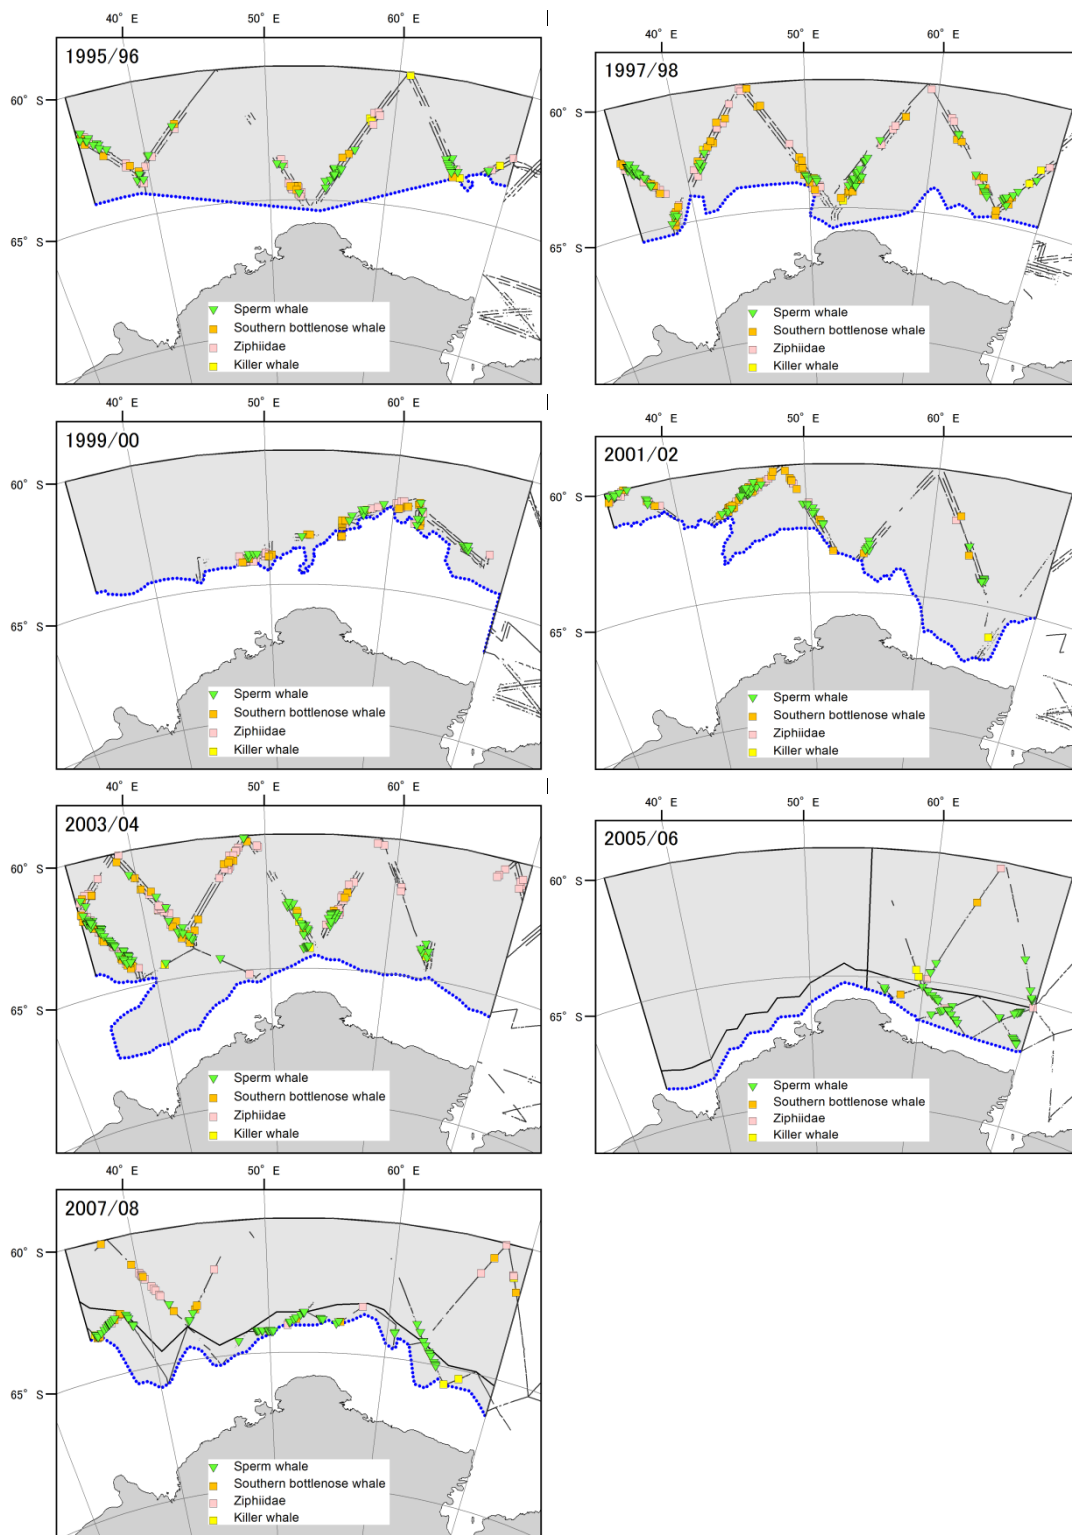 40° E 50° E 60° E
1995/96
60° S
65° S
Sperm whale
Southern bottlenose whale
Ziphiidae
Killer whale
40° E 50° E 60° E
1997/98
60° S
65° S
Sperm whale
Southern bottlenose whale
Ziphiidae
Killer whale
40° E 50° E 60° E
1999/00
60° S
65° S
Sperm whale
Southern bottlenose whale
Ziphiidae
Killer whale
40° E 50° E 60° E
2001/02
60° S
65° S
Sperm whale
Southern bottlenose whale
Ziphiidae
Killer whale
40° E 50° E 60° E
2003/04
60° S
65° S
Sperm whale
Southern bottlenose whale
Ziphiidae
Killer whale
40° E 50° E 60° E
2005/06
60° S
65° S
Sperm whale
Southern bottlenose whale
Ziphiidae
Killer whale
40° E 50° E 60° E
2007/08
60° S
65° S
Sperm whale
Southern bottlenose whale
Ziphiidae
Killer whale